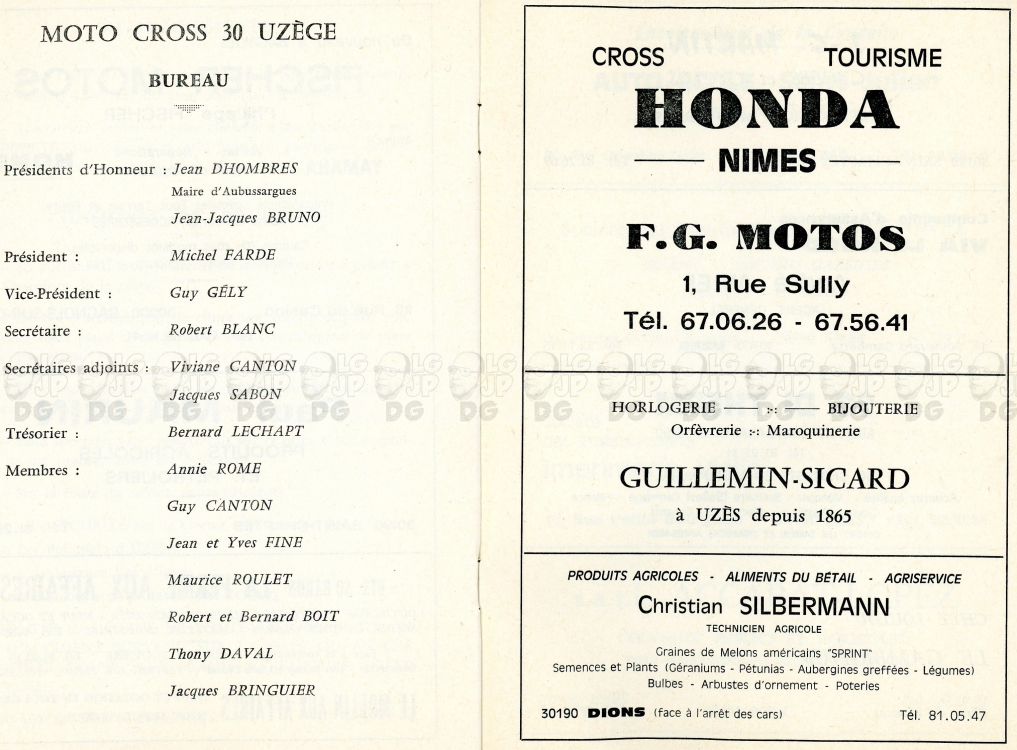 MOTO CROSS 30 UZÈGE
BUREAU
Présidents d'Honneur : Jean DHOMBRES
Maire d'Aubussargues
Jean-Jacques BRUNO
Président : Michel FARDE
Vice-Président : Guy GÉLY
Secrétaire : Robert BLANC
Secrétaires adjoints : Viviane CANTON
Jacques SABON
Trésorier : Bernard LECHAPT
Membres : Annie ROME
Guy CANTON
Jean et Yves FINE
Maurice ROULET
Robert et Bernard BOIT
Thony DAVAL
Jacques BRINGUIER
CROSS TOURISME
HONDA
NIMES
F.G. MOTOS
1, Rue Sully
Tél. 67.06.26 - 67.56.41
HORLOGERIE —— :-: —— BIJOUTERIE
Orfèvrerie :-: Maroquinerie
GUILLEMIN-SICARD
à UZÈS depuis 1865
PRODUITS AGRICOLES - ALIMENTS DU BÉTAIL - AGRISERVICE
Christian SILBERMANN
TECHNICIEN AGRICOLE
Graines de Melons américains "SPRINT"
Semences et Plants (Géraniums - Pétunias - Aubergines greffées - Légumes)
Bulbes - Arbustes d'ornement - Poteries
30190 DIONS (face à l'arrêt des cars) Tél. 81.05.47